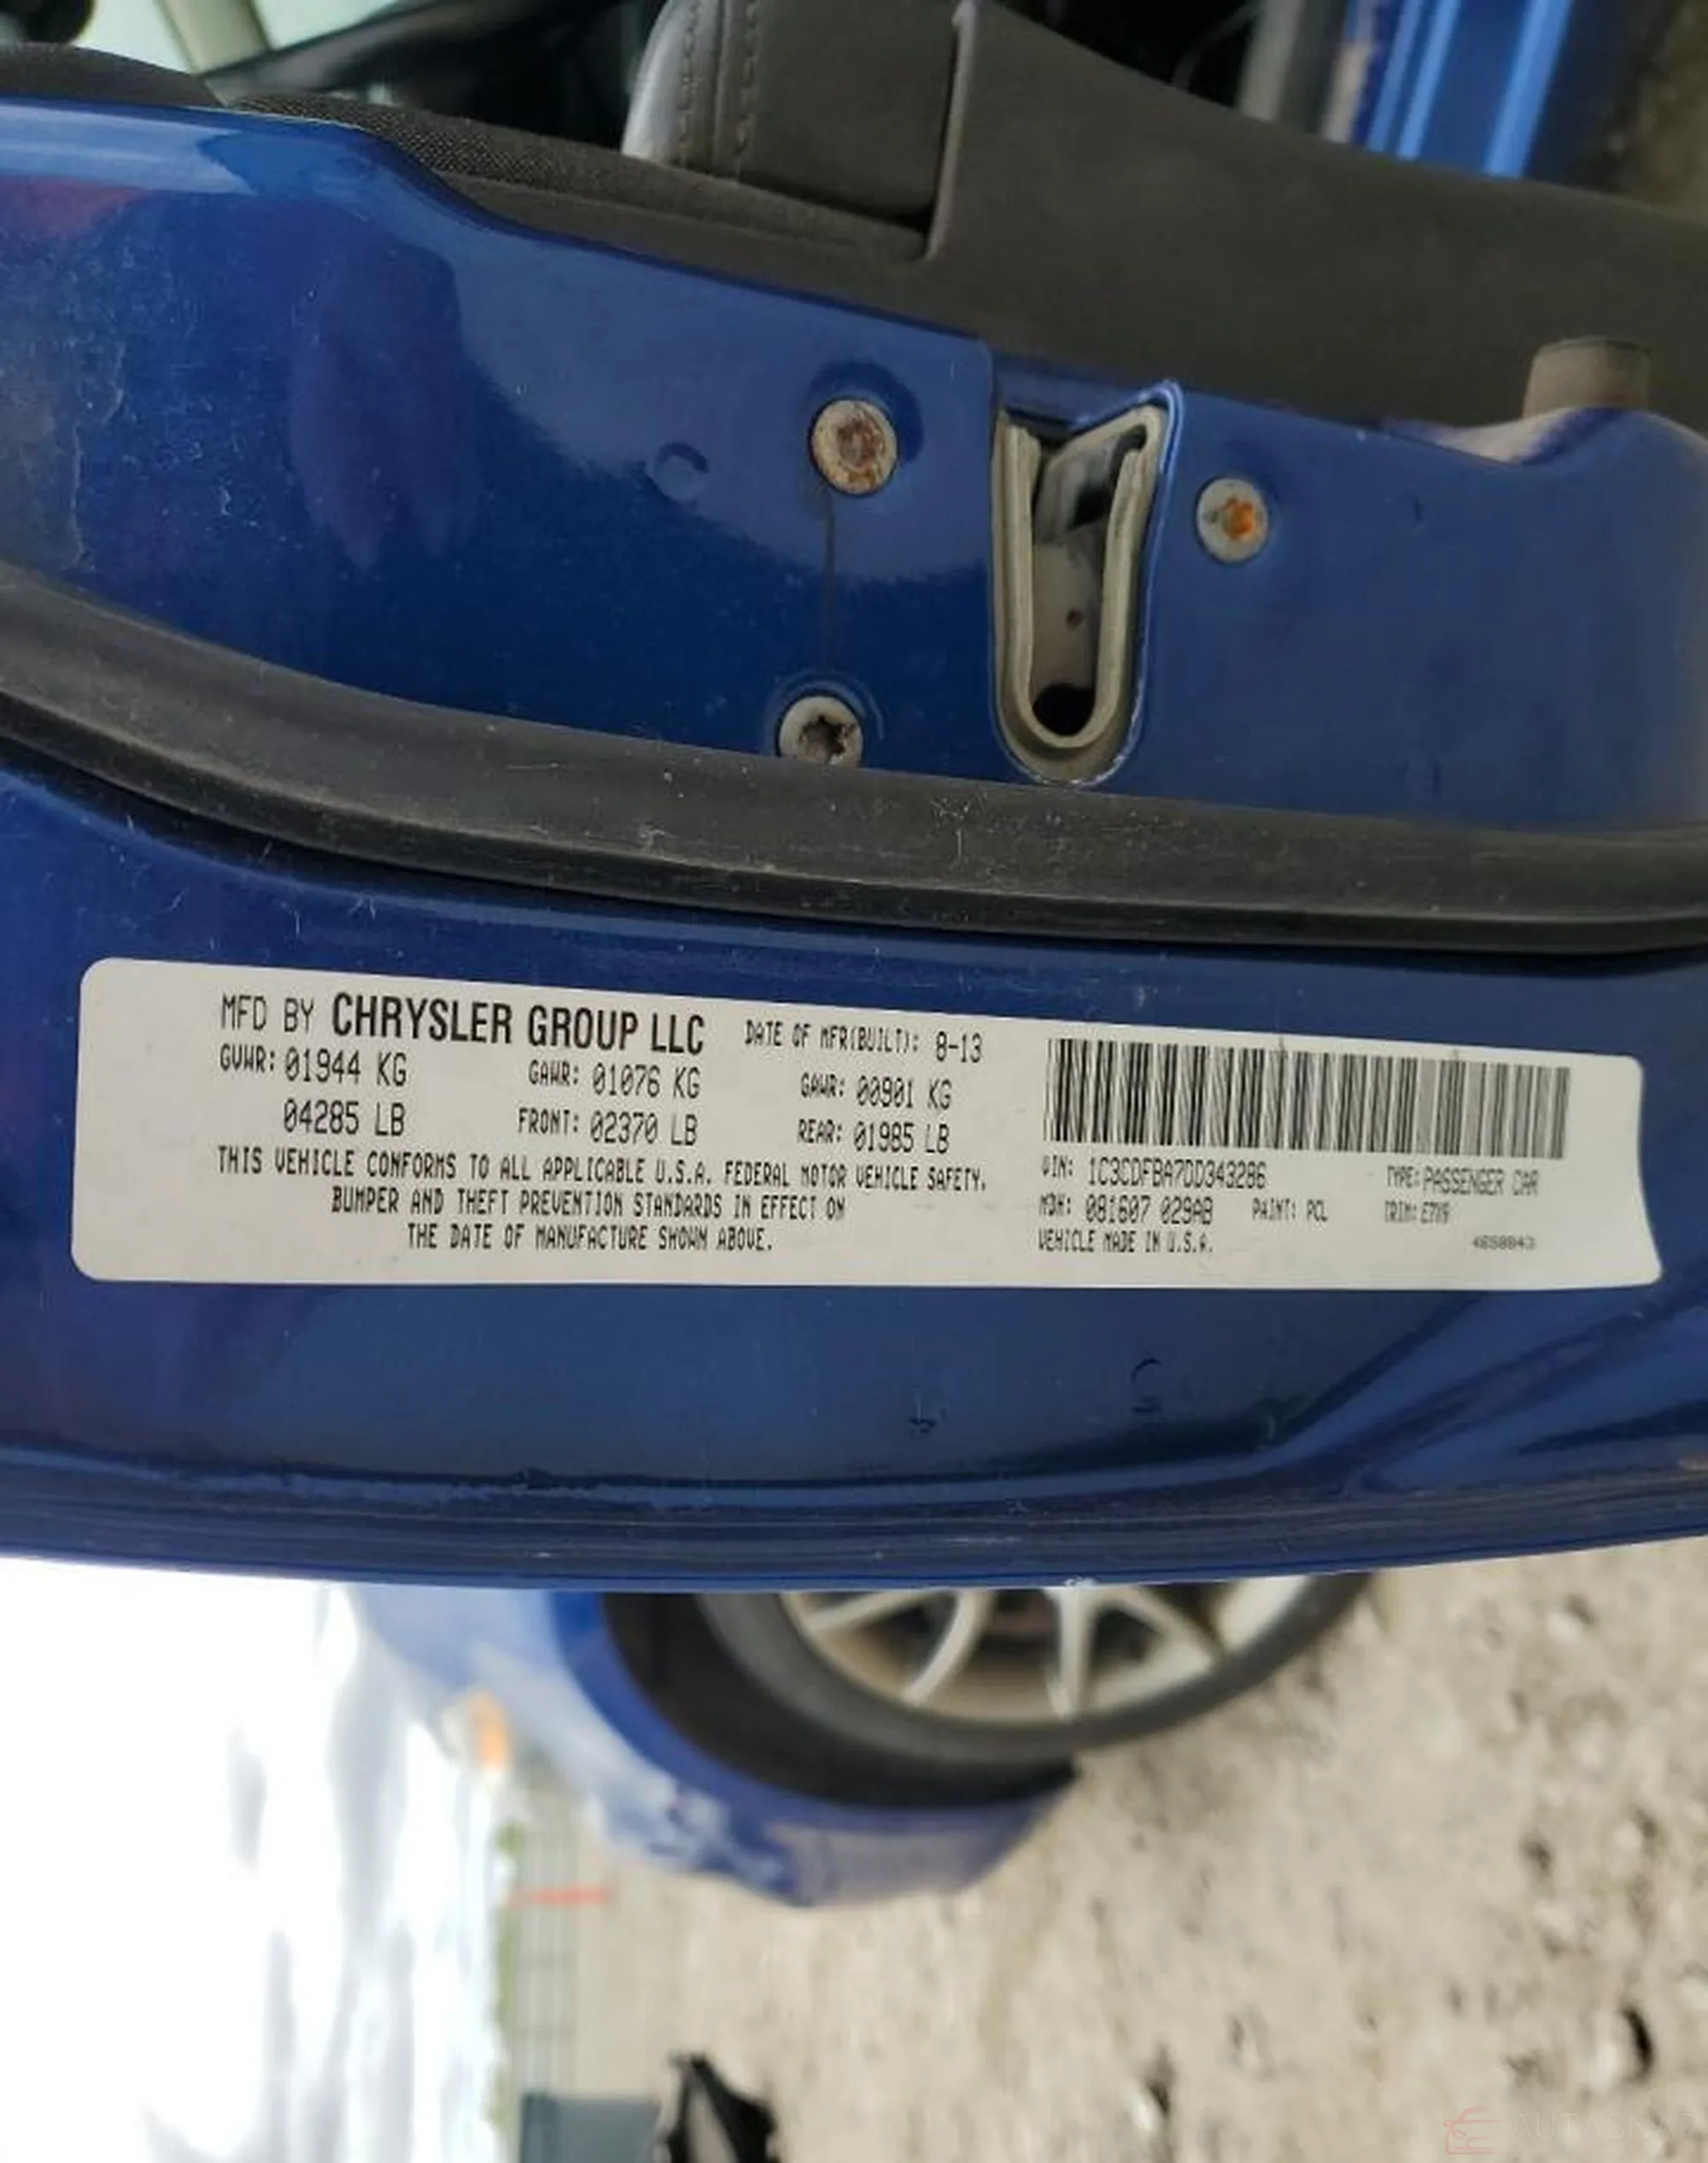 MFD BY CHRYSLER GROUP LLC DATE OF MFR(BUILT): 8-13
GVWR: 01944 KG GAWR: 01076 KG GAWR: 00901 KG
04285 LB FRONT: 02370 LB REAR: 01985 LB
THIS VEHICLE CONFORMS TO ALL APPLICABLE U.S.A. FEDERAL MOTOR VEHICLE SAFETY,
BUMPER AND THEFT PREVENTION STANDARDS IN EFFECT ON
THE DATE OF MANUFACTURE SHOWN ABOVE.
VIN: 1C3CDFBA7DD343286 TYPE: PASSENGER CAR
MDH: 081607 029AB PAINT: PCL TRIM: E7X9
VEHICLE MADE IN U.S.A. 4658843